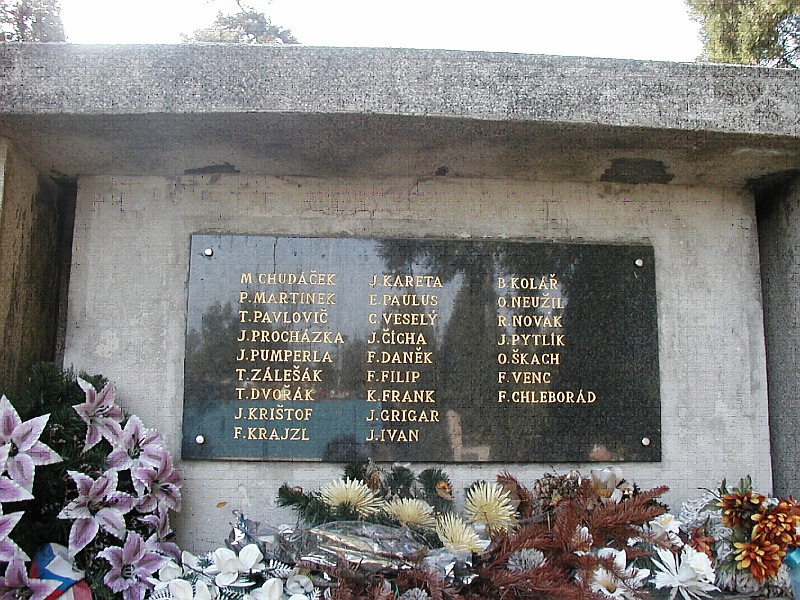 M. CHUDÁČEK
P. MARTINEK
T. PAVLOVIČ
J. PROCHÁZKA
J. PUMPERLA
T. ZÁLEŠÁK
T. DVOŘÁK
J. KRIŠTOF
F. KRAJZL
J. KARETA
E. PAULUS
C. VESELÝ
J. ČÍCHA
F. DANĚK
F. FILIP
K. FRANK
J. GRIGAR
J. IVAN
B. KOLÁŘ
O. NEUŽIL
R. NOVÁK
J. PYTLÍK
O. ŠKACH
F. VENC
F. CHLEBORÁD